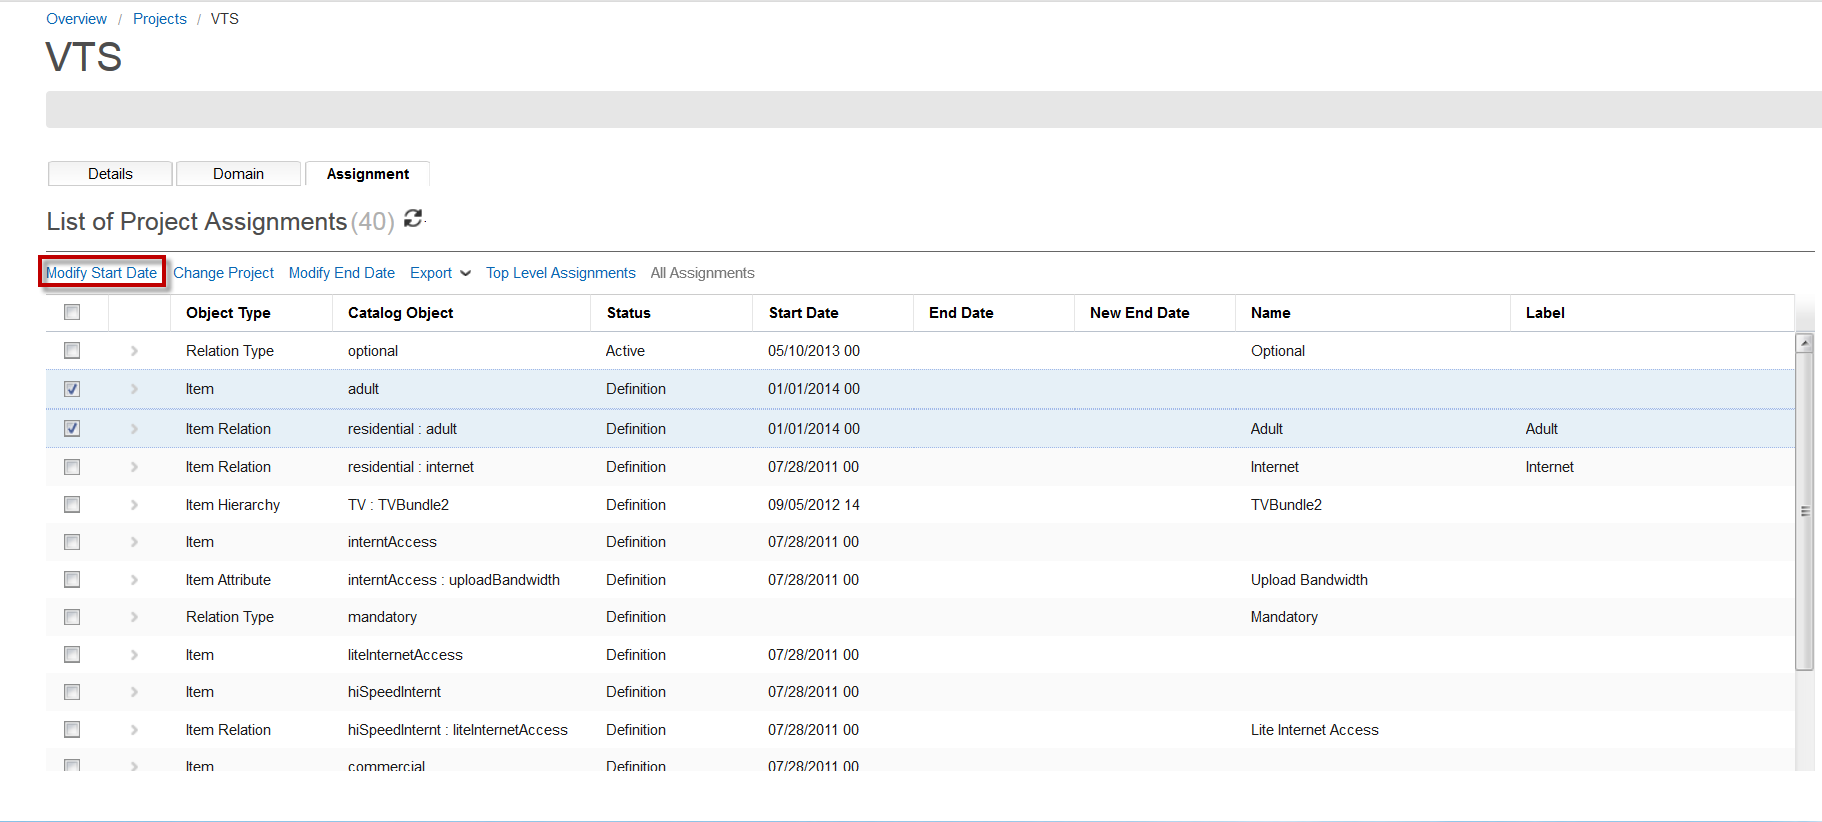 Overview / Projects / VTS
VTS
Details Domain Assignment
List of Project Assignments (40)
Modify Start Date Change Project Modify End Date Export Top Level Assignments All Assignments
Object Type Catalog Object Status Start Date End Date New End Date Name Label
Relation Type optional Active 05/10/2013 00 Optional
Item adult Definition 01/01/2014 00
Item Relation residential : adult Definition 01/01/2014 00 Adult Adult
Item Relation residential : internet Definition 07/28/2011 00 Internet Internet
Item Hierarchy TV : TVBundle2 Definition 09/05/2012 14 TVBundle2
Item interntAccess Definition 07/28/2011 00
Item Attribute interntAccess : uploadBandwidth Definition 07/28/2011 00 Upload Bandwidth
Relation Type mandatory Definition Mandatory
Item liteInternetAccess Definition 07/28/2011 00
Item hiSpeedInternt Definition 07/28/2011 00
Item Relation hiSpeedInternt : liteInternetAccess Definition 07/28/2011 00 Lite Internet Access
Item commercial Definition 07/28/2011 00